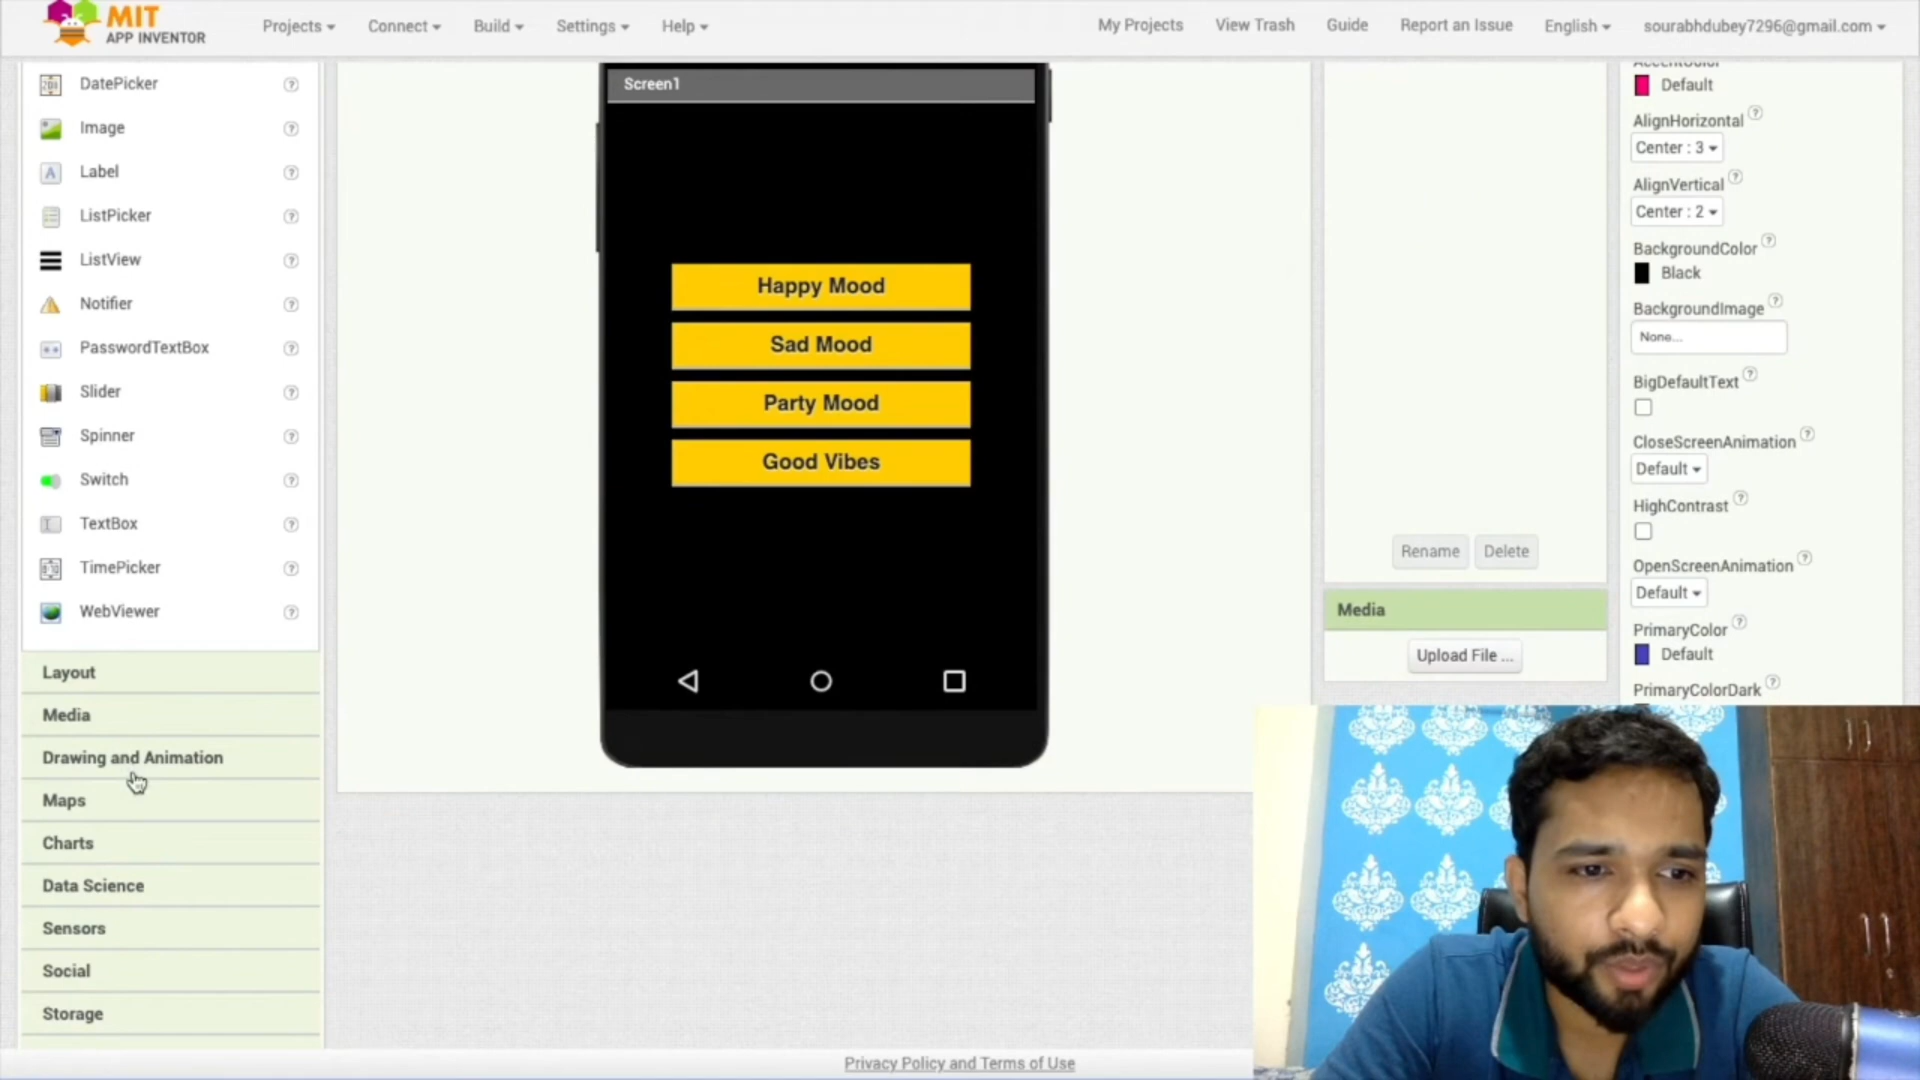 MIT
APP INVENTOR
Projects
Connect
Build
Settings
Help
My Projects
View Trash
Guide
Report an Issue
English
sourabhdubey7296@gmail.com
DatePicker
Image
Label
ListPicker
ListView
Notifier
PasswordTextBox
Slider
Spinner
Switch
TextBox
TimePicker
WebViewer
Layout
Media
Drawing and Animation
Maps
Charts
Data Science
Sensors
Social
Storage
Screen1
Happy Mood
Sad Mood
Party Mood
Good Vibes
Rename
Delete
Media
Upload File ...
AccentColor
Default
AlignHorizontal
Center : 3
AlignVertical
Center : 2
BackgroundColor
Black
BackgroundImage
None...
BigDefaultText
CloseScreenAnimation
Default
HighContrast
OpenScreenAnimation
Default
PrimaryColor
Default
PrimaryColorDark
Privacy Policy and Terms of Use